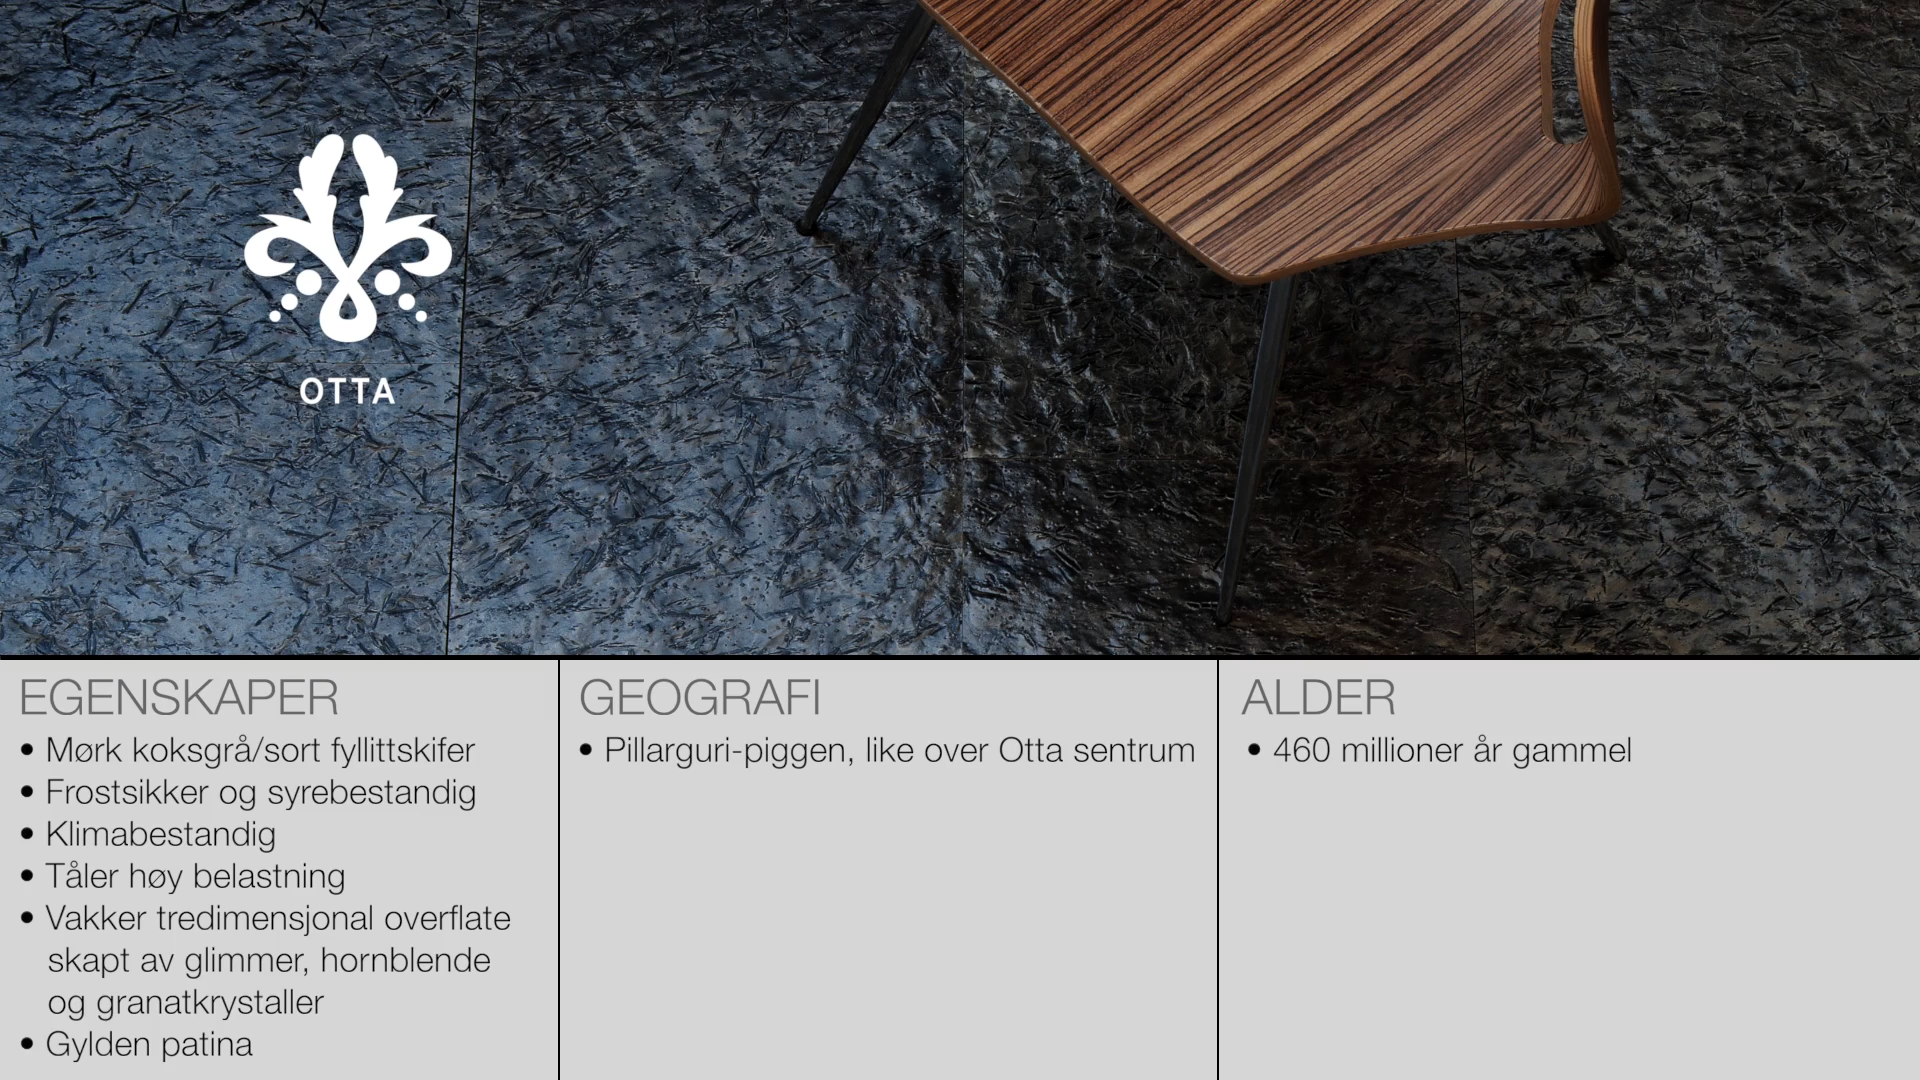 OTTA
EGENSKAPER
• Mørk koksgrå/sort fyllittskifer
• Frostsikker og syrebestandig
• Klimabestandig
• Tåler høy belastning
• Vakker tredimensjonal overflate
skapt av glimmer, hornblende
og granatkrystaller
• Gylden patina
GEOGRAFI
• Pillarguri-piggen, like over Otta sentrum
ALDER
• 460 millioner år gammel